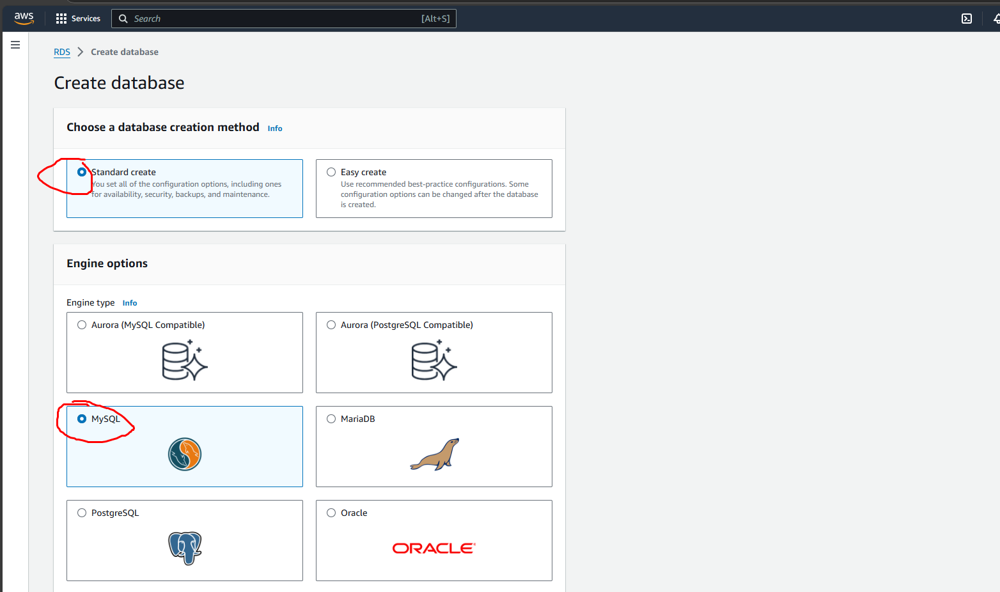 aws
Services
Search
[Alt+S]
RDS
Create database
Create database
Choose a database creation method Info
Standard create
You set all of the configuration options, including ones
for availability, security, backups, and maintenance.
Easy create
Use recommended best-practice configurations. Some
configuration options can be changed after the database
is created.
Engine options
Engine type Info
Aurora (MySQL Compatible)
Aurora (PostgreSQL Compatible)
MySQL
MariaDB
PostgreSQL
Oracle
ORACLE